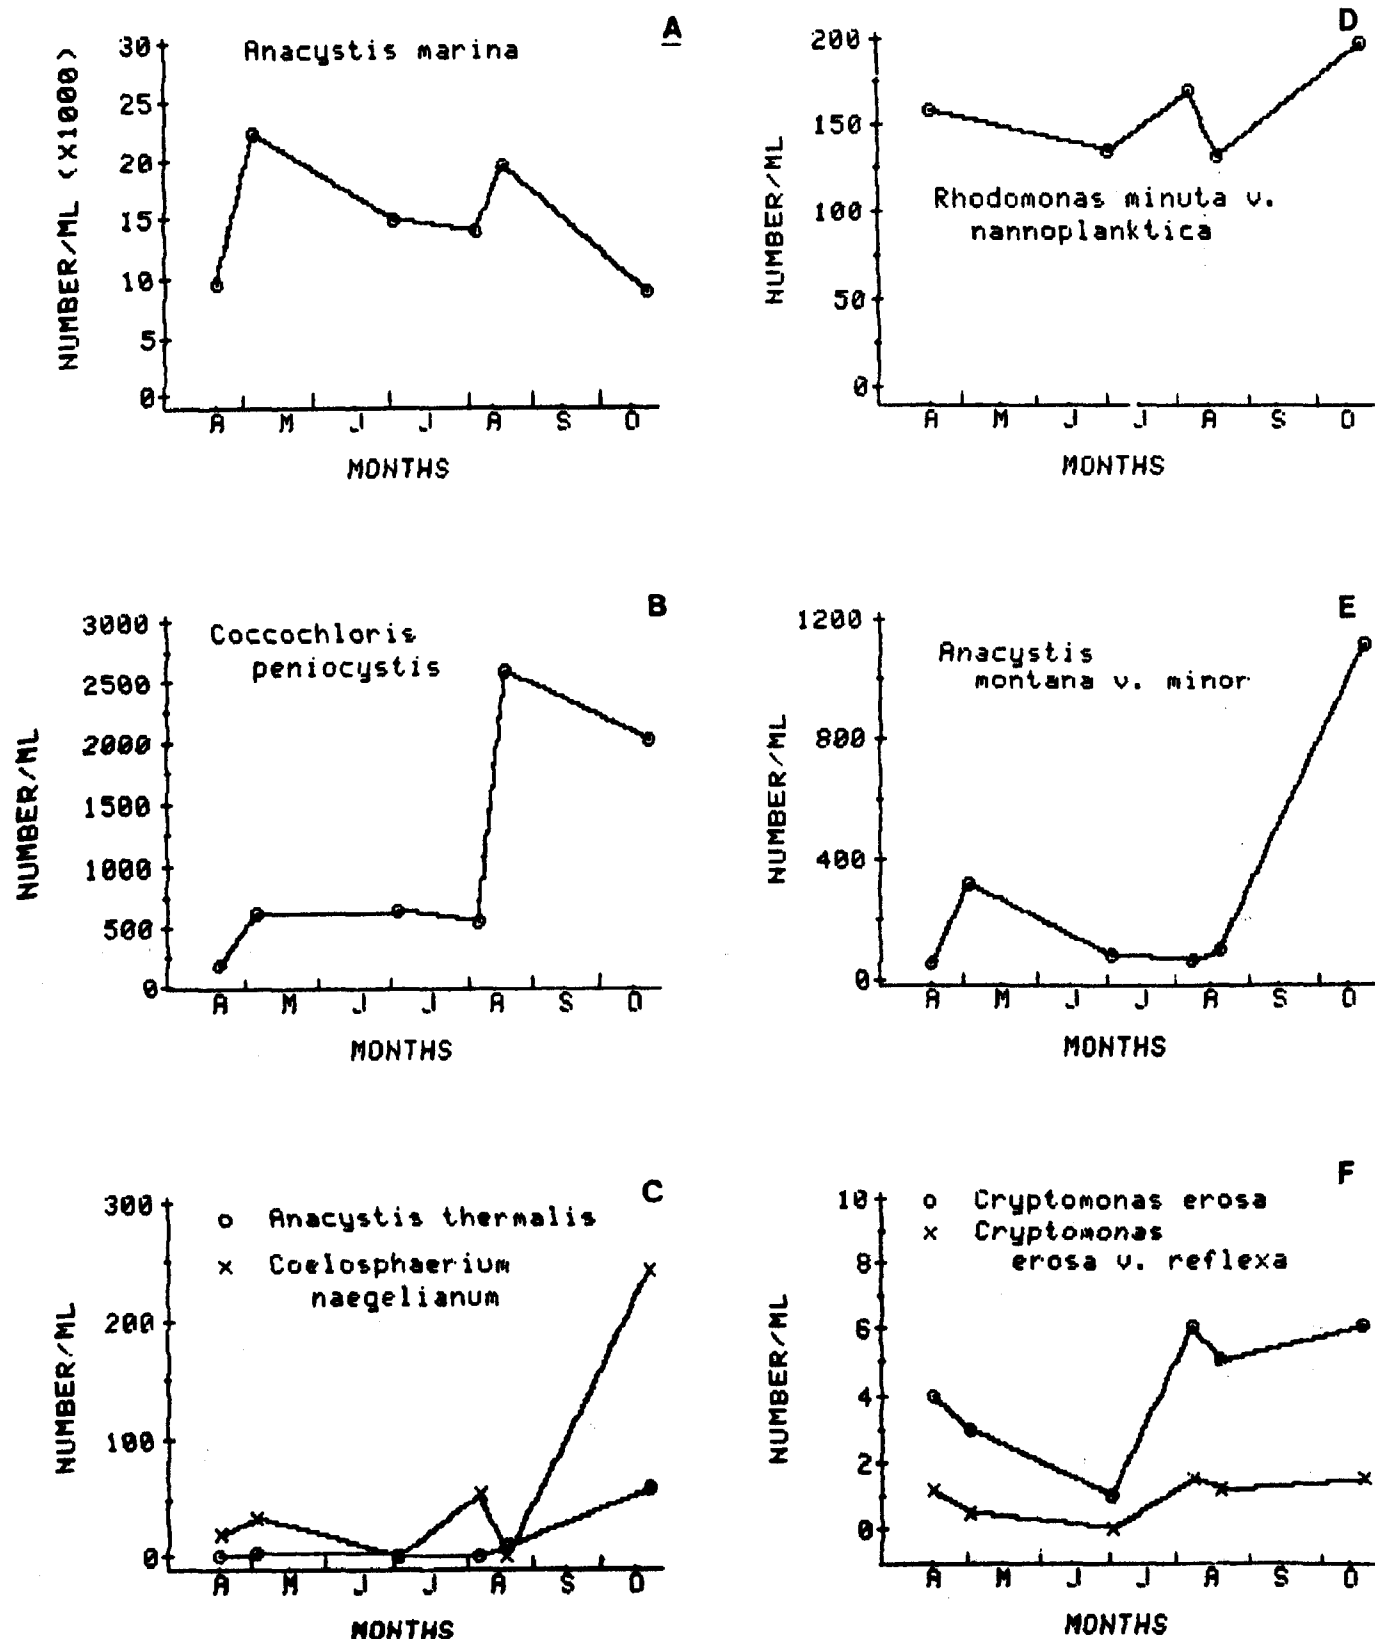 A
Anacystis marina
NUMBER/ML (X1000)
30
25
20
15
10
5
0
A M J J A S O
MONTHS
D
Rhodomonas minuta v.
nannoplanktica
NUMBER/ML
200
150
100
50
0
A M J J A S O
MONTHS
B
Coccochloris
peniocystis
NUMBER/ML
3000
2500
2000
1500
1000
500
0
A M J J A S O
MONTHS
E
Anacystis
montana v. minor
NUMBER/ML
1200
800
400
0
A M J J A S O
MONTHS
C
o Anacystis thermalis
x Coelosphaerium
naegelianum
NUMBER/ML
300
200
100
0
A M J J A S O
MONTHS
F
o Cryptomonas erosa
x Cryptomonas
erosa v. reflexa
NUMBER/ML
10
8
6
4
2
0
A M J J A S O
MONTHS